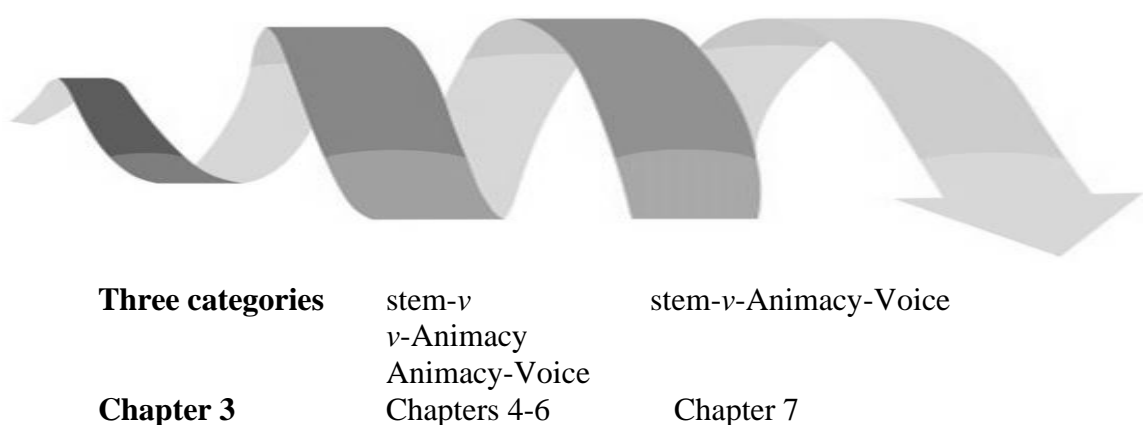 Three categories stem-v stem-v-Animacy-Voice
v-Animacy
Animacy-Voice
Chapter 3 Chapters 4-6 Chapter 7